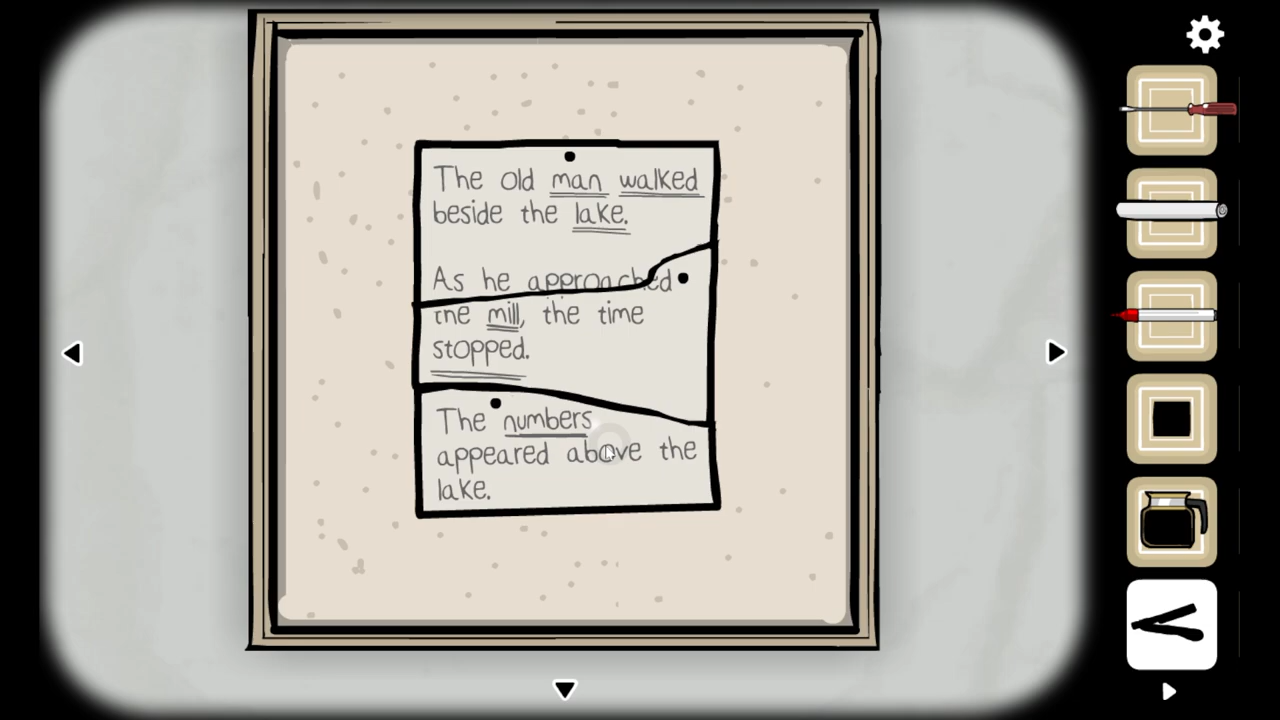 The old man walked
beside the lake.
As he approached
the mill, the time
stopped.
The numbers
appeared above the
lake.